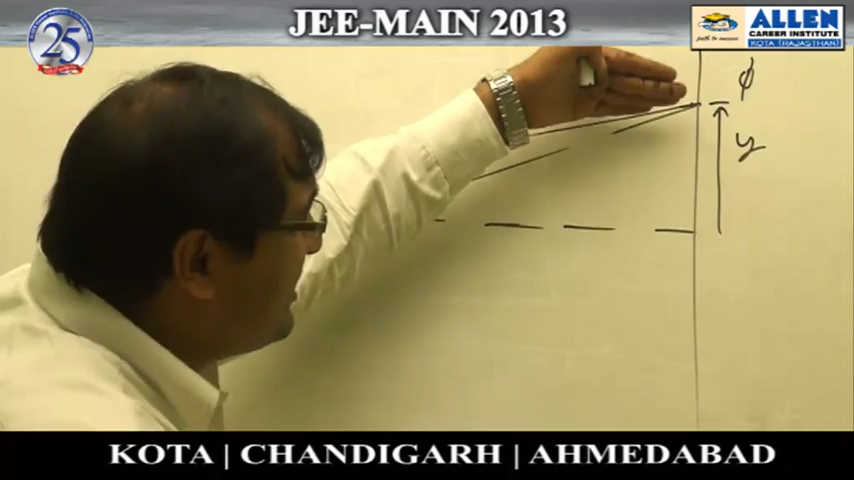 JEE-MAIN 2013
25
ALLEN
CAREER INSTITUTE
KOTA (RAJASTHAN)
path to success
ϕ
y
KOTA | CHANDIGARH | AHMEDABAD